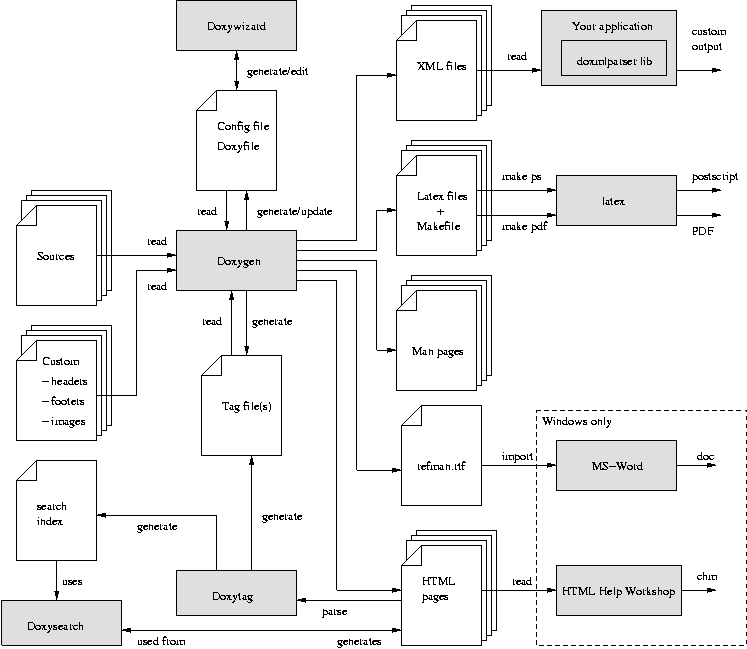 Doxywizard
generate/edit
Config file
Doxyfile
read
generate/update
Sources
read
Doxygen
read
Custom
-headers
-footers
-images
read
generate
Tag file(s)
search
index
generate
generate
uses
Doxytag
parse
Doxysearch
used from
generates
XML files
read
Your application
doxmlparser lib
custom
output
Latex files
+
Makefile
make ps
make pdf
latex
postscript
PDF
Man pages
refman.rtf
import
Windows only
MS-Word
doc
HTML
pages
read
HTML Help Workshop
chm